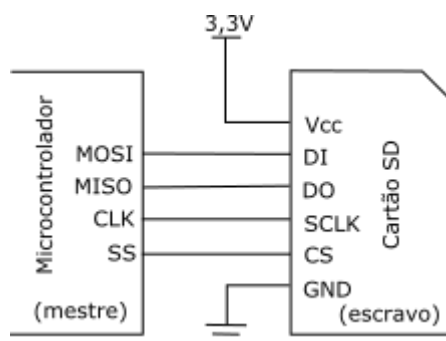 3,3V
Microcontrolador
MOSI
MISO
CLK
SS
(mestre)
Vcc
DI
DO
SCLK
CS
GND
Cartão SD
(escravo)